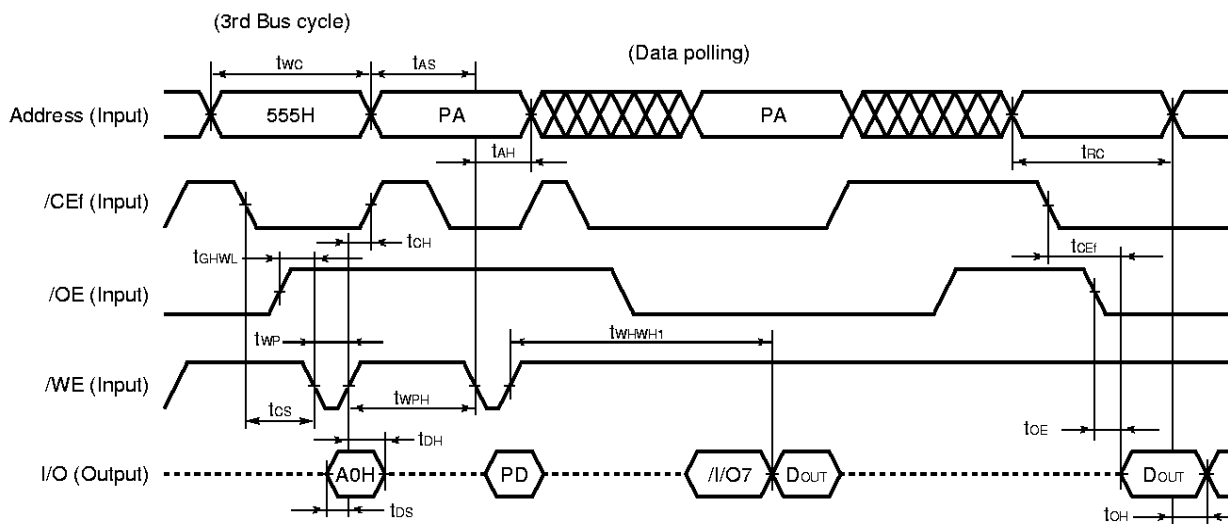 (3rd Bus cycle)
(Data polling)
tWC
tAS
Address (Input)
555H
PA
PA
tAH
tRC
/CEf (Input)
tCH
tGHWL
tCEf
/OE (Input)
tWP
tWHWH1
/WE (Input)
tCS
tWPH
tDH
tOE
I/O (Output)
A0H
PD
/I/O7
DOUT
DOUT
tDS
tOH